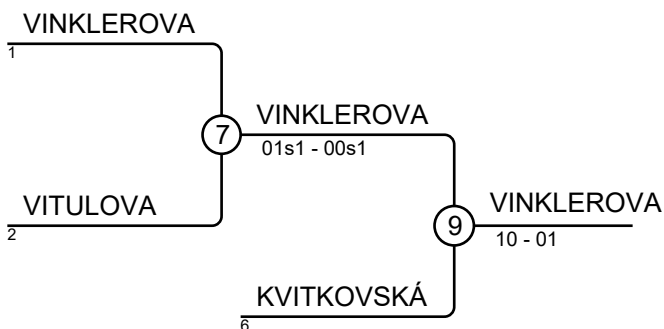 VINKLEROVA
1
7
VINKLEROVA
01s1 - 00s1
VITULOVA
2
9
VINKLEROVA
10 - 01
KVITKOVSKÁ
6